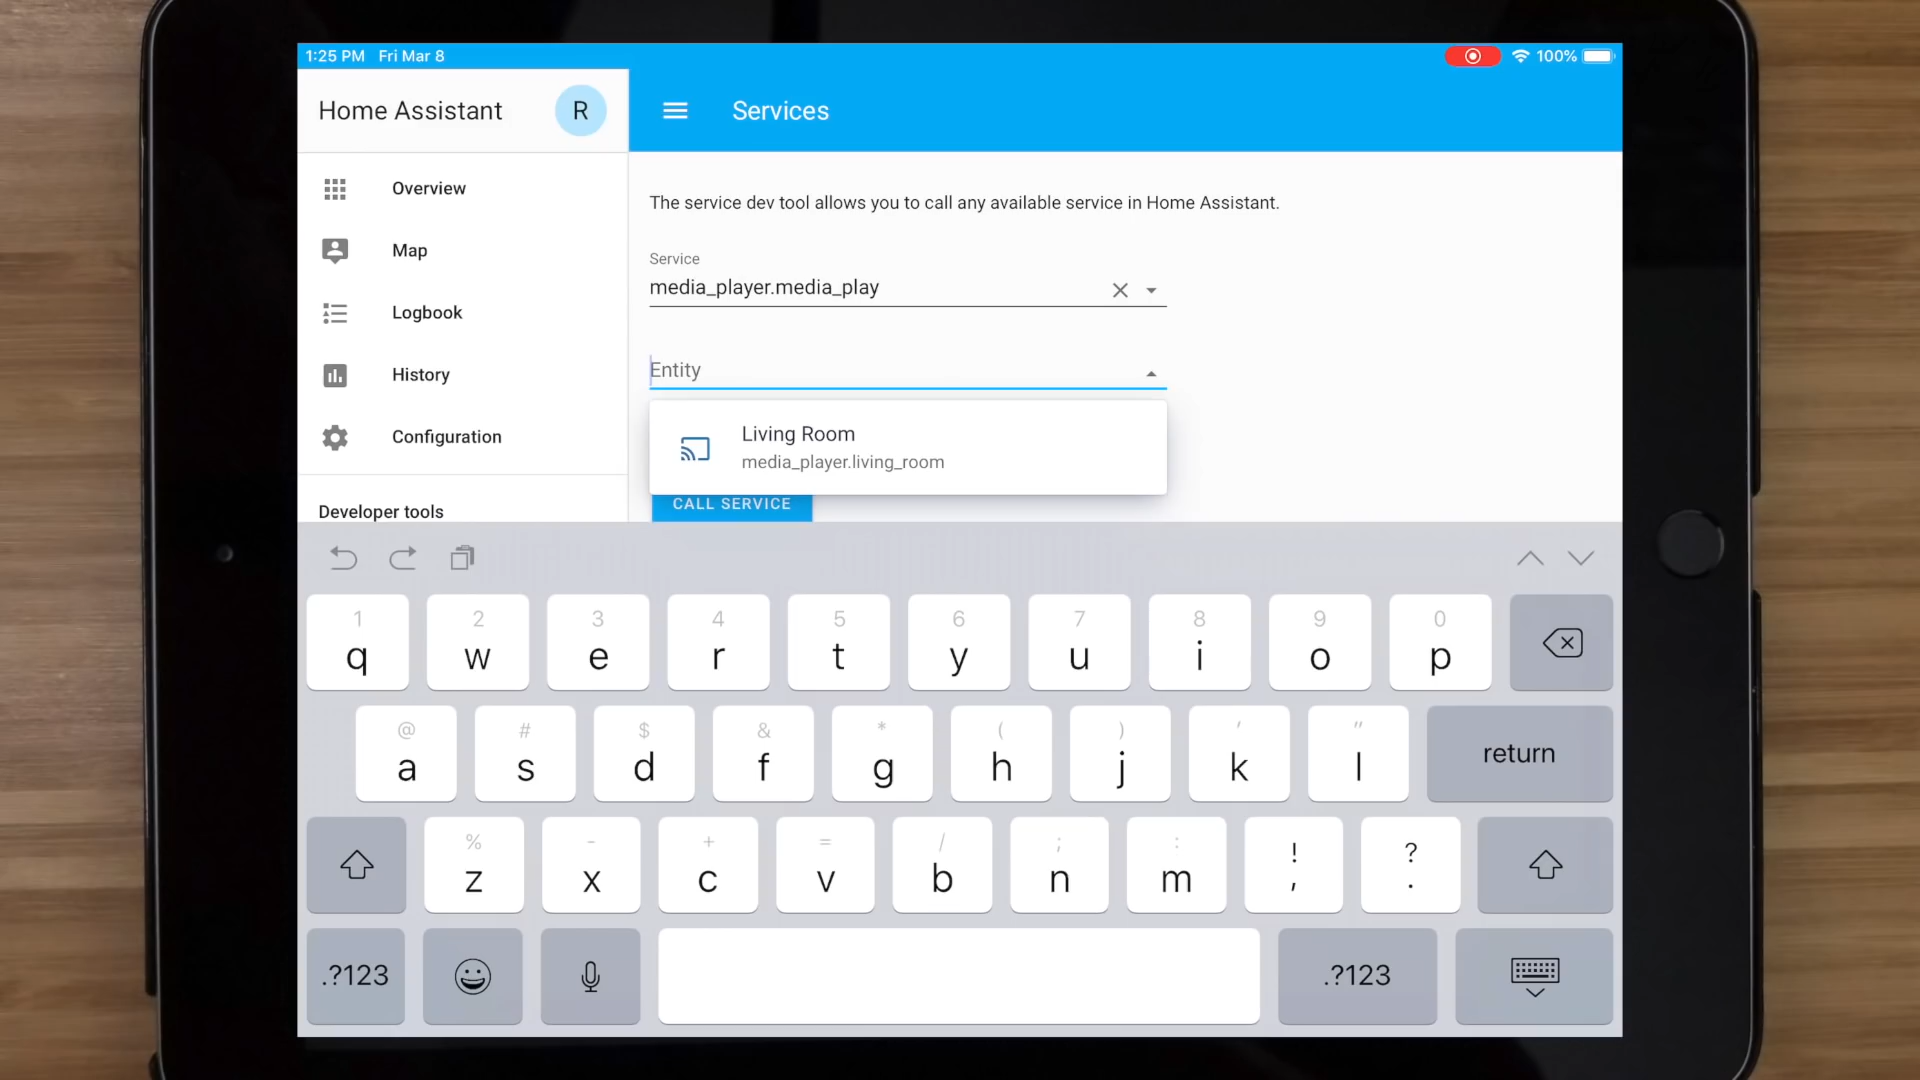 1:25 PM Fri Mar 8
100%
Home Assistant
R
Services
Overview
Map
Logbook
History
Configuration
Developer tools
The service dev tool allows you to call any available service in Home Assistant.
Service
media_player.media_play
Entity
Living Room
media_player.living_room
CALL SERVICE
1 2 3 4 5 6 7 8 9 0
q w e r t y u i o p
@ # $ & * ( ) ' "
a s d f g h j k l
return
% - + = / ; : ! ?
z x c v b n m , .
.?123
.?123